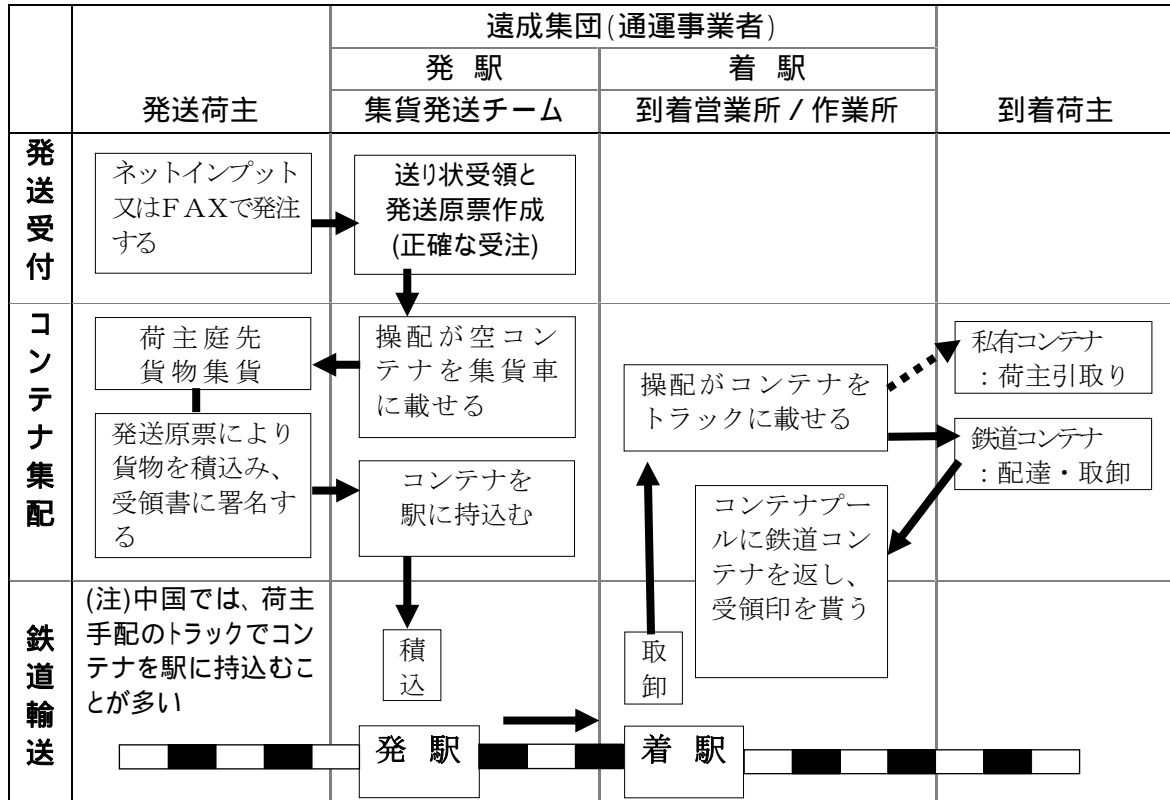 遠成集団(通運事業者)
発 駅
着 駅
発送荷主
集貨発送チーム
到着営業所 / 作業所
到着荷主
発送受付
ネットインプット
又はＦＡＸで発注
する
送り状受領と
発送原票作成
(正確な受注)
コンテナ集配
荷主庭先
貨物集貨
操配が空コン
テナを集貨車
に載せる
操配がコンテナを
トラックに載せる
私有コンテナ
：荷主引取り
鉄道コンテナ
：配達・取卸
発送原票により
貨物を積込み、
受領書に署名す
る
コンテナを
駅に持込む
コンテナプー
ルに鉄道コン
テナを返し、
受領印を貰う
鉄道輸送
(注)中国では、荷主
手配のトラックでコン
テナを駅に持込むこ
とが多い
積
込
取
卸
発 駅
着 駅